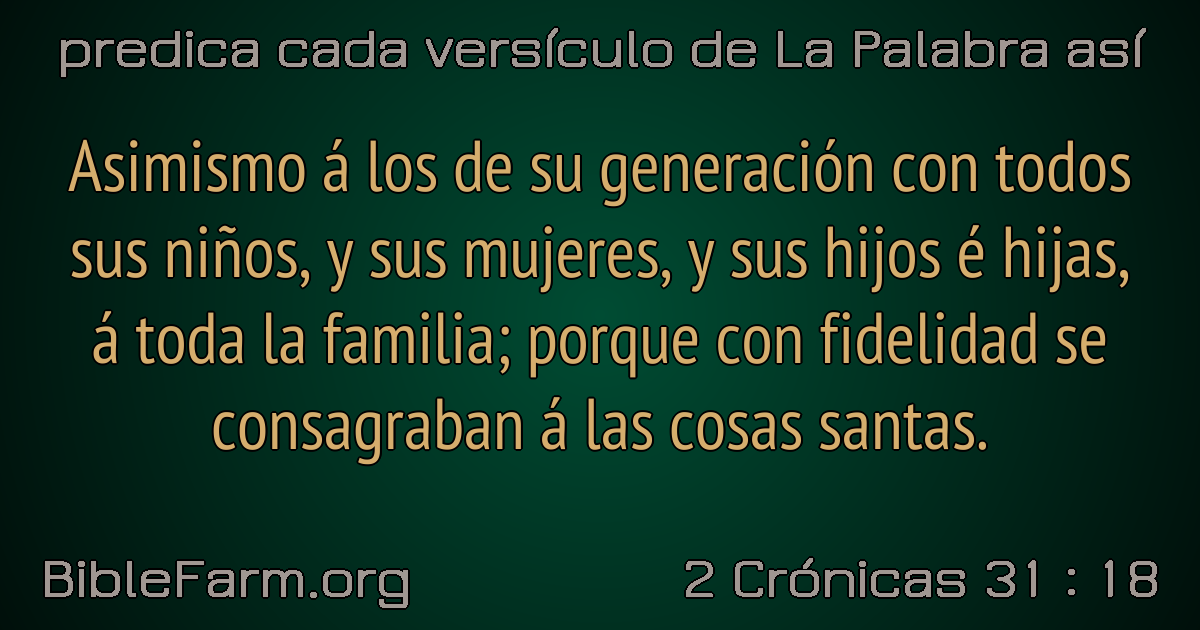 predica cada versículo de La Palabra así
Asimismo á los de su generación con todos
sus niños, y sus mujeres, y sus hijos é hijas,
á toda la familia; porque con fidelidad se
consagraban á las cosas santas.
BibleFarm.org
2 Crónicas 31 : 18